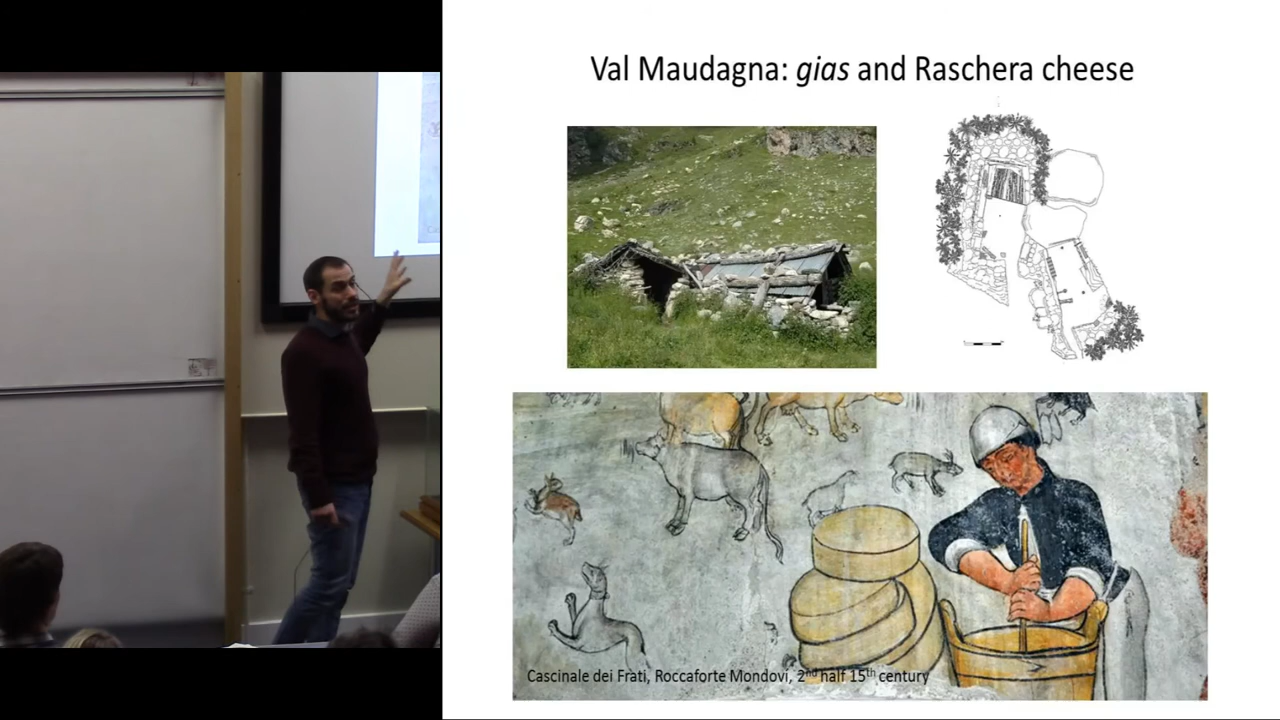 Val Maudagna: gias and Raschera cheese
Cascinale dei Frati, Roccaforte Mondovì, 2nd half 15th century